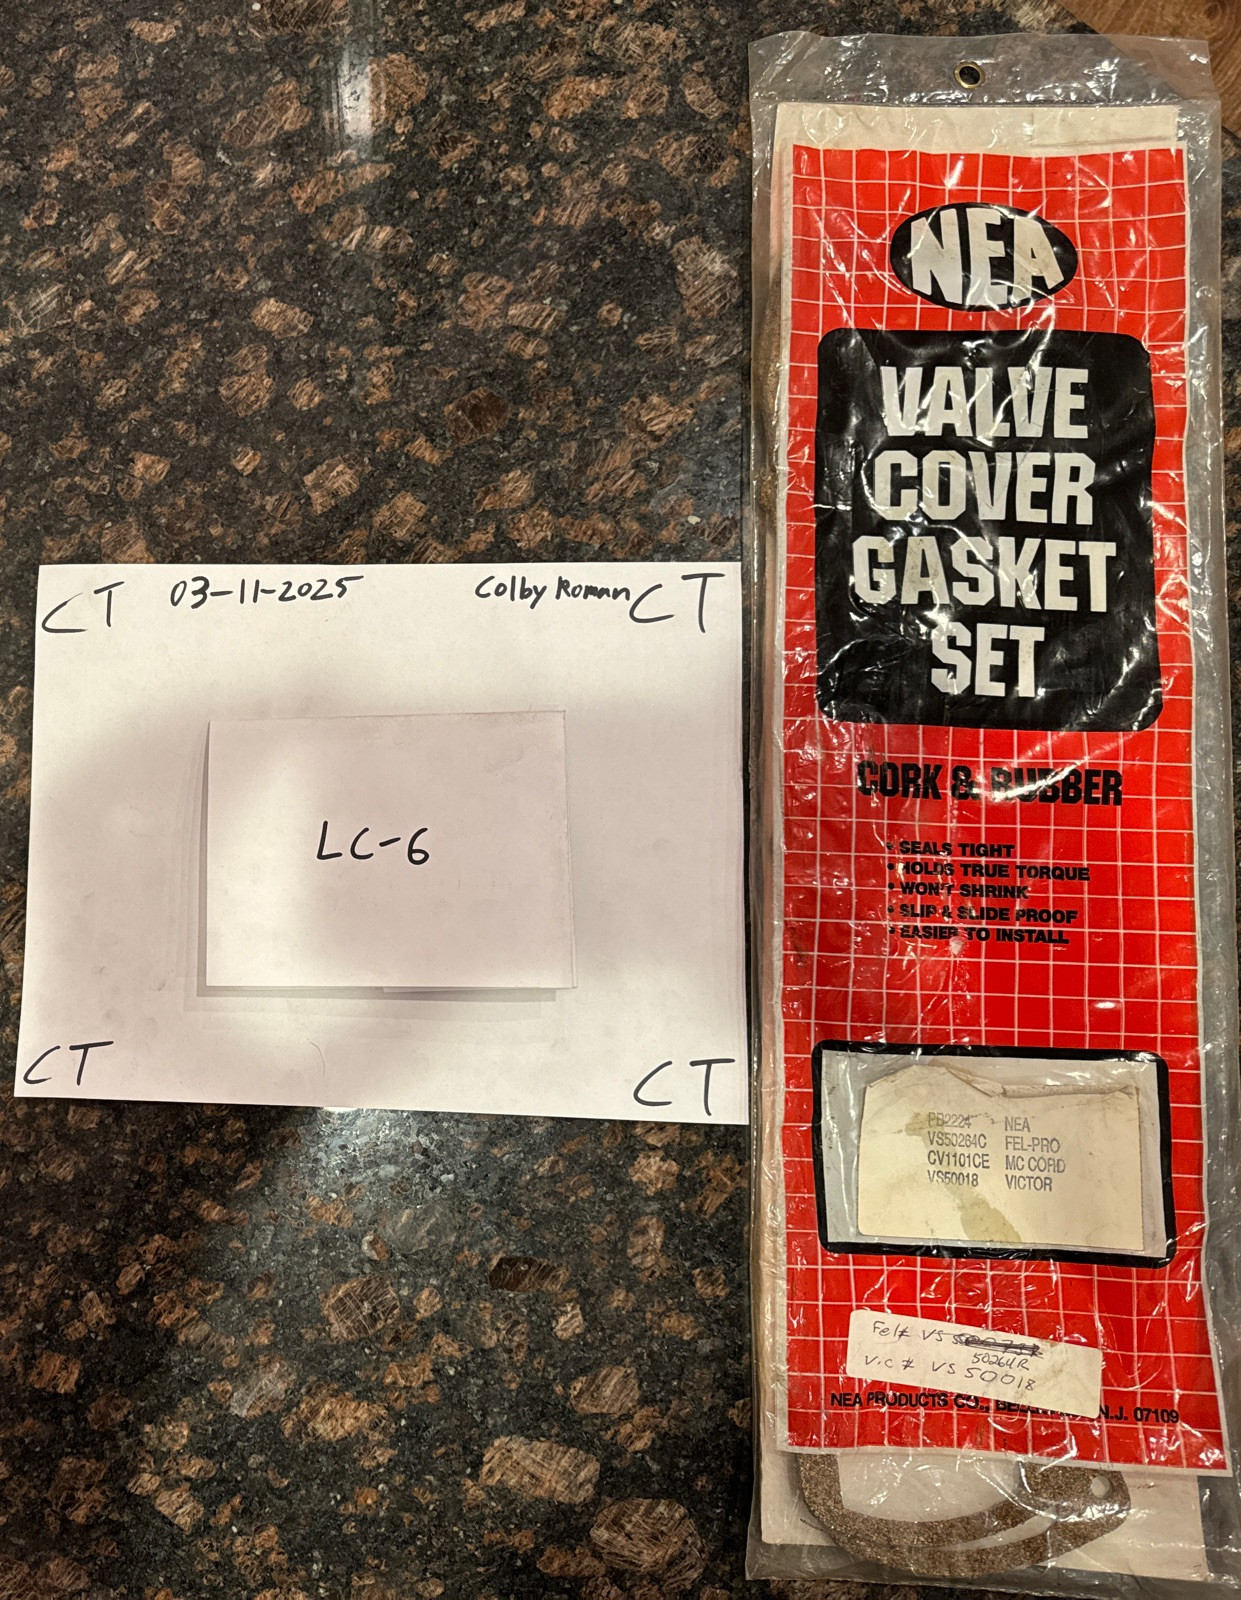 CT 03-11-2025 Colby Roman CT
LC-6
CT CT
NEA
VALVE
COVER
GASKET
SET
CORK & RUBBER
• SEALS TIGHT
• HOLDS TRUE TORQUE
• WON'T SHRINK
• SLIP & SLIDE PROOF
• EASIER TO INSTALL
NEA
VS50264C FEL-PRO
CV1101CE MC CORD
VS50018 VICTOR
Fel# VS
50264R
Vic # VS 50018
NEA PRODUCTS CO., N.J. 07109